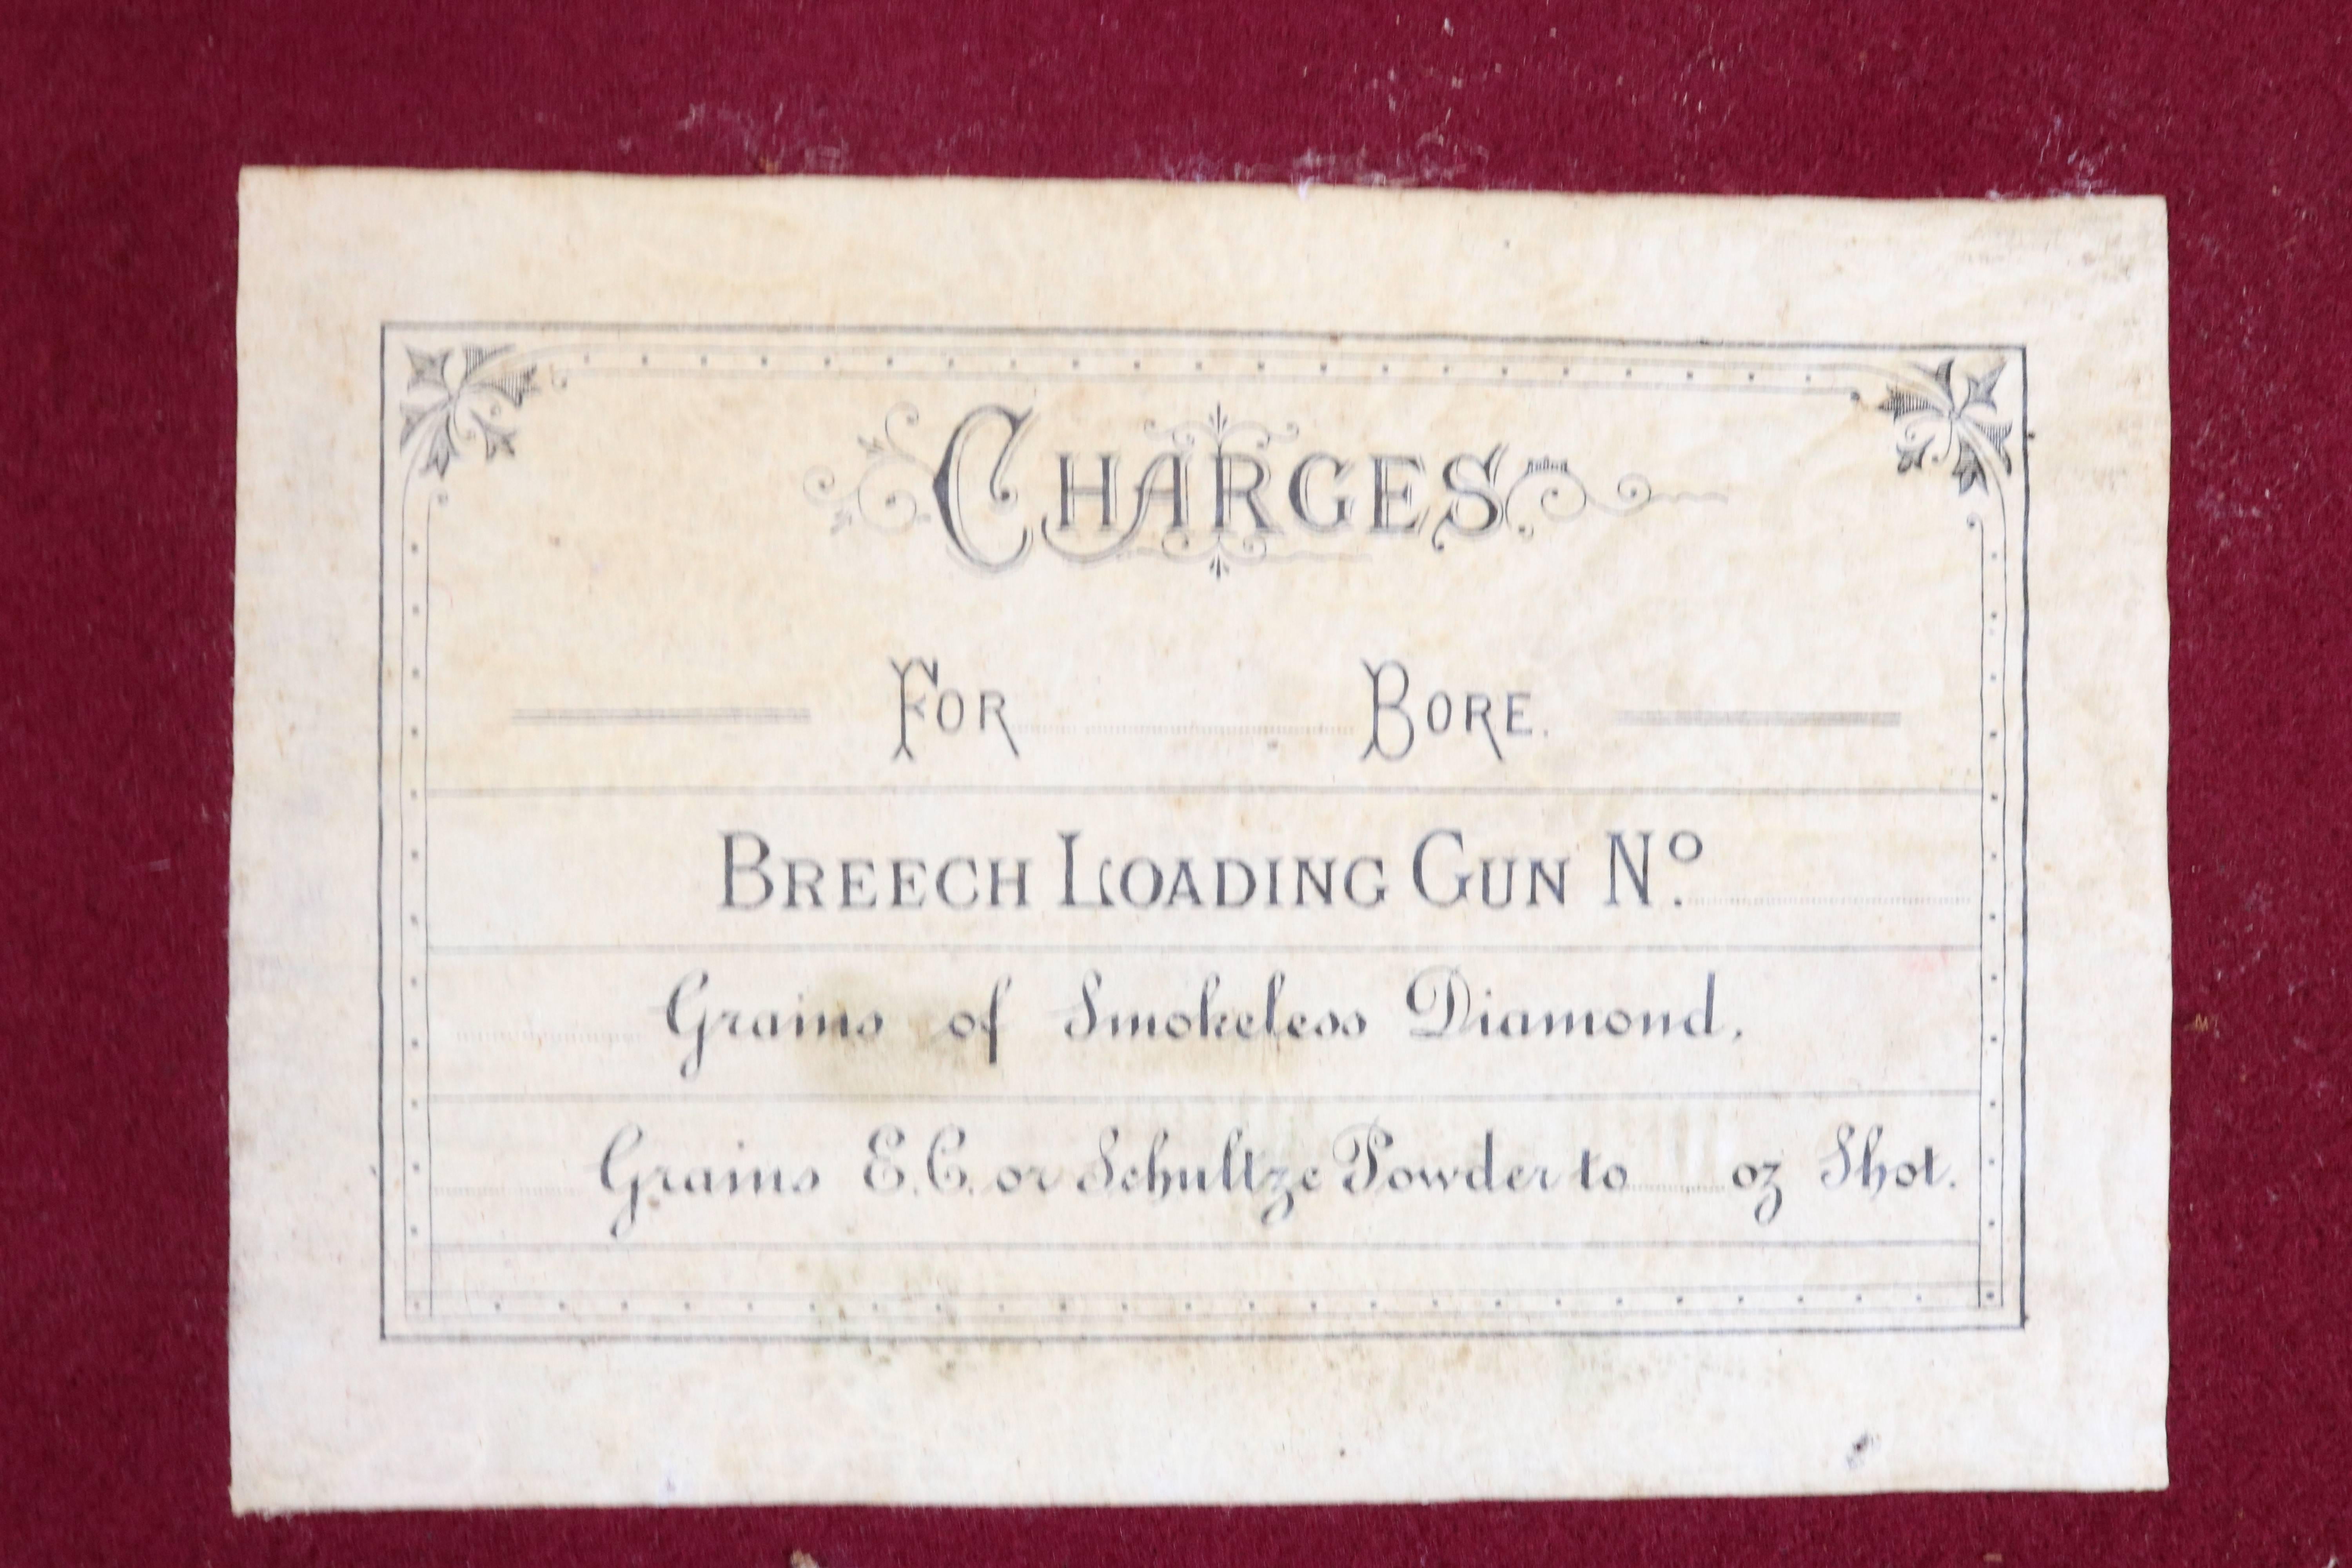 CHARGES
FOR BORE.
BREECH LOADING GUN Nº.
Grains of Smokeless Diamond.
Grains E.C. or Schultze Powder to oz Shot.